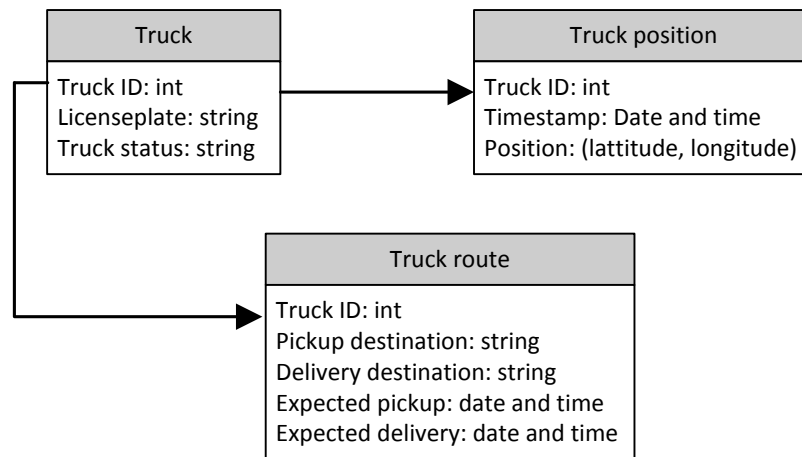 Truck
Truck ID: int
Licenseplate: string
Truck status: string
Truck position
Truck ID: int
Timestamp: Date and time
Position: (lattitude, longitude)
Truck route
Truck ID: int
Pickup destination: string
Delivery destination: string
Expected pickup: date and time
Expected delivery: date and time